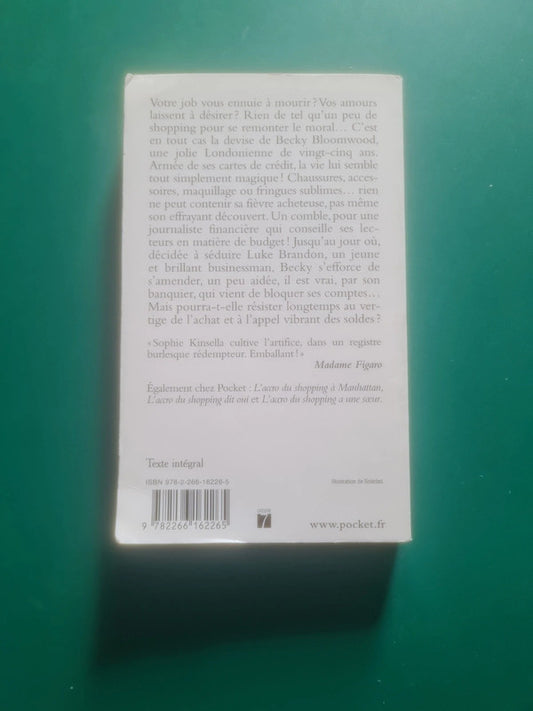 Votre job vous ennuie à mourir ? Vos amours
laissent à désirer ? Rien de tel qu'un peu de
shopping pour se remonter le moral... C'est
en tout cas la devise de Becky Bloomwood,
une jolie Londonienne de vingt-cinq ans.
Armée de ses cartes de crédit, la vie lui semble
tout simplement magique ! Chaussures, acces-
soires, maquillage ou fringues sublimes... rien
ne peut contenir sa fièvre acheteuse, pas même
son effrayant découvert. Un comble, pour une
journaliste financière qui conseille ses lec-
teurs en matière de budget ! Jusqu'au jour où,
décidée à séduire Luke Brandon, un jeune
et brillant businessman, Becky s'efforce de
s'amender, un peu aidée, il est vrai, par son
banquier, qui vient de bloquer ses comptes...
Mais pourra-t-elle résister longtemps au ver-
tige de l'achat et à l'appel vibrant des soldes ?
« Sophie Kinsella cultive l'artifice, dans un registre
burlesque rédempteur. Emballant ! »
Madame Figaro
Également chez Pocket : L'accro du shopping à Manhattan,
L'accro du shopping dit oui et L'accro du shopping a une sœur.
Texte intégral
ISBN 978-2-266-16226-5
Illustration de
9 782266 162265
7
www.pocket.fr